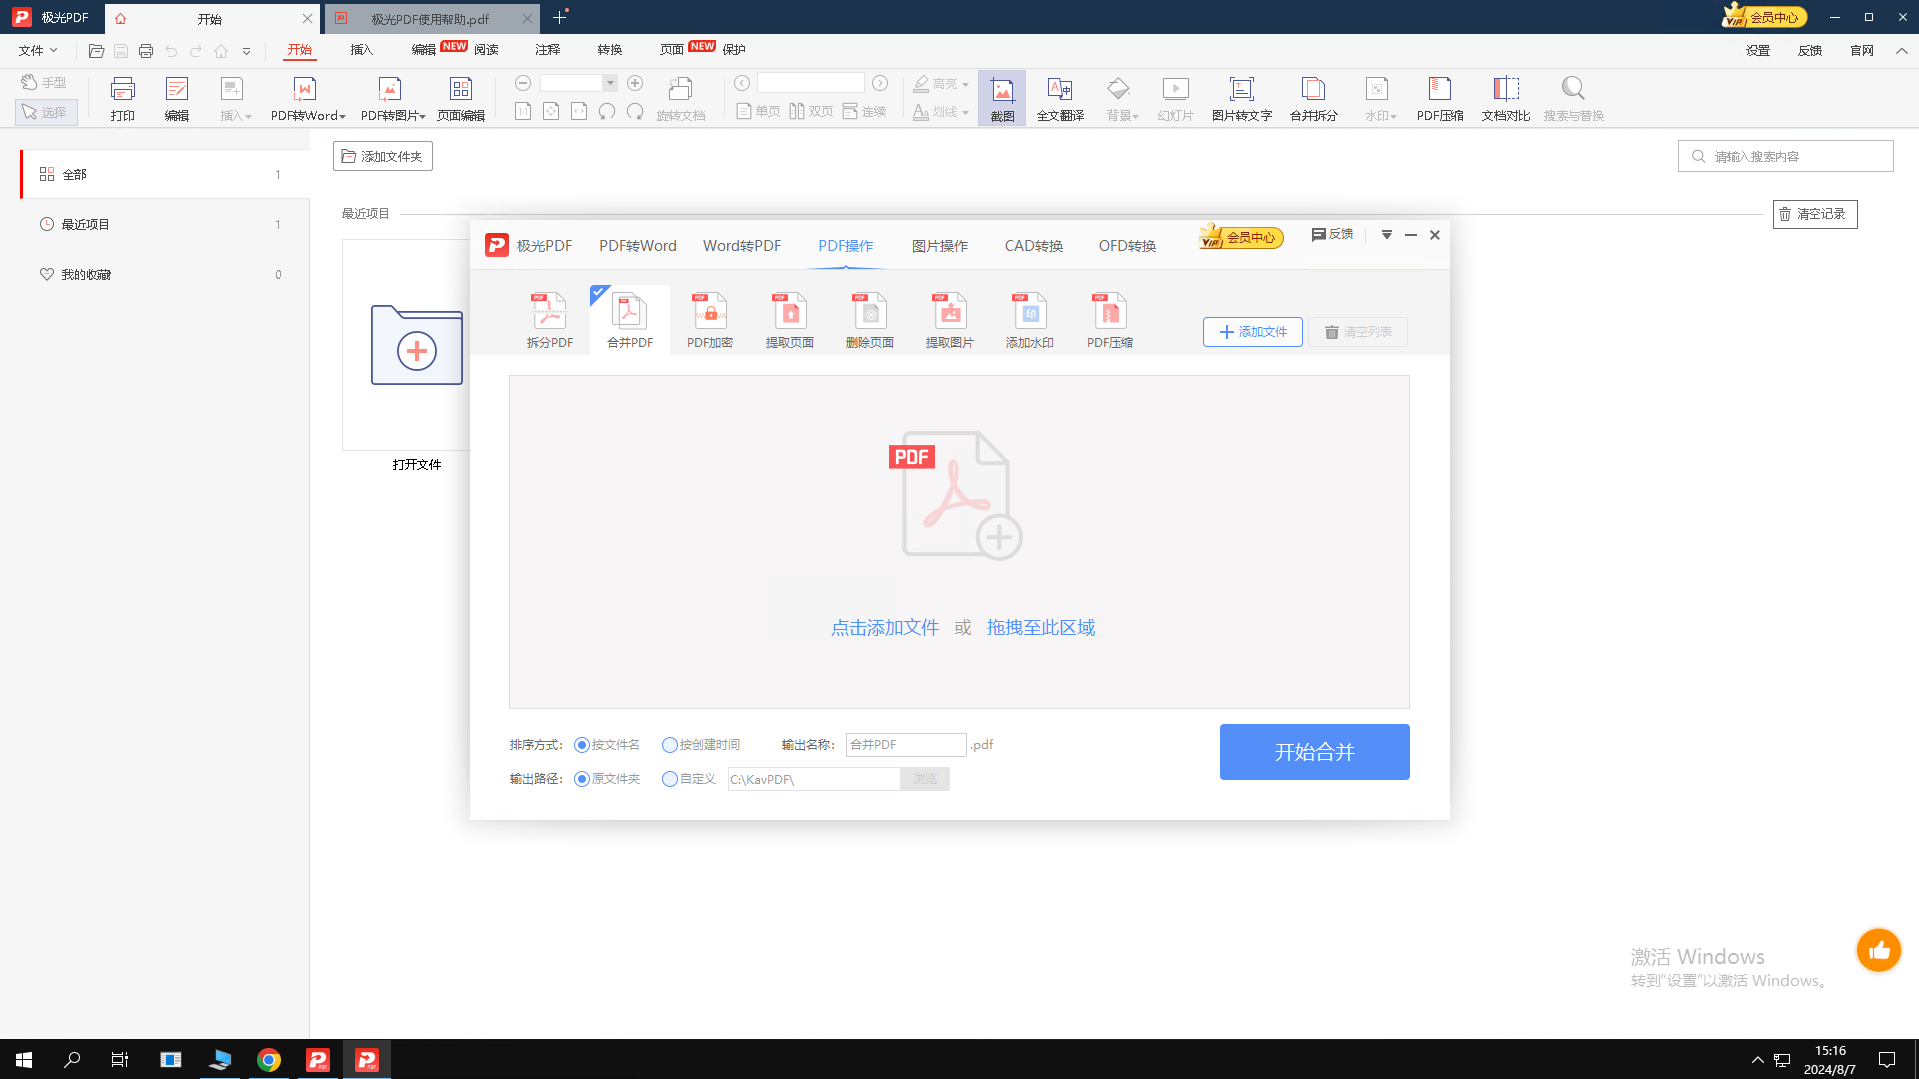 极光PDF 开始 极光PDF使用帮助.pdf 会员中心
文件 开始 插入 编辑 NEW 阅读 注释 转换 页面 NEW 保护 设置 反馈 官网
手型
选择
打印 编辑 插入 PDF转Word PDF转图片 页面编辑 旋转文档 单页 双页 连续 高亮 划线 截图 全文翻译 背景 幻灯片 图片转文字 合并拆分 水印 PDF压缩 文档对比 搜索与替换
全部 1
最近项目 1
我的收藏 0
添加文件夹 请输入搜索内容
最近项目 清空记录
打开文件
极光PDF PDF转Word Word转PDF PDF操作 图片操作 CAD转换 OFD转换 VIP 会员中心 反馈
拆分PDF 合并PDF PDF加密 提取页面 删除页面 提取图片 添加水印 PDF压缩 添加文件 清空列表
PDF
点击添加文件 或 拖拽至此区域
排序方式: 按文件名 按创建时间 输出名称: 合并PDF .pdf
输出路径: 原文件夹 自定义 C:\KavPDF\ 浏览
开始合并
激活 Windows
转到"设置"以激活 Windows。
15:16
2024/8/7